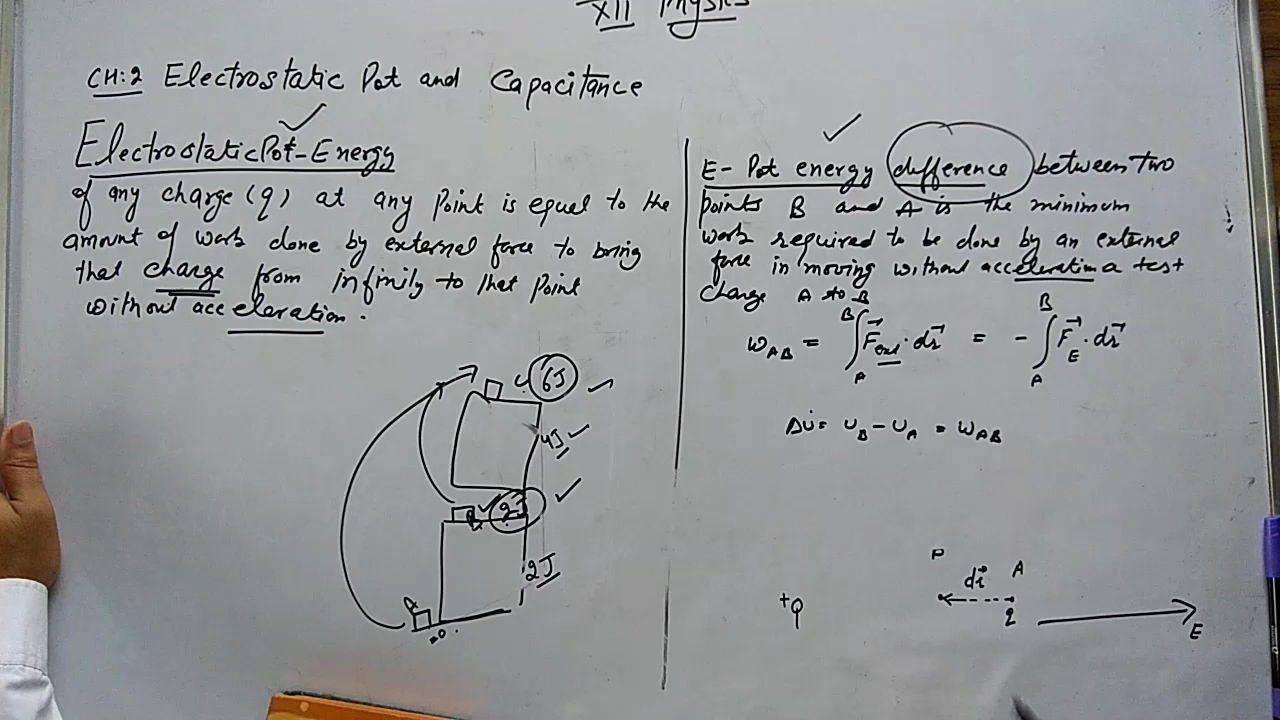 XII Physics
CH:2 Electrostatic Pot and Capacitance
Electrostatic Pot-Energy
of any charge (q) at any point is equal to the
amount of work done by external force to bring
that charge from infinity to that point
without acceleration.
6J
4J
2J
2J
A
=0.
E- Pot energy difference between two
points B and A is the minimum
work required to be done by an external
force in moving without acceleration a test
charge A to B
W_AB = ∫_A^B F⃗_ext · dr⃗ = - ∫_A^B F⃗_E · dr⃗
ΔU = U_B - U_A = W_AB
P
dr⃗ A
+Q
q
E